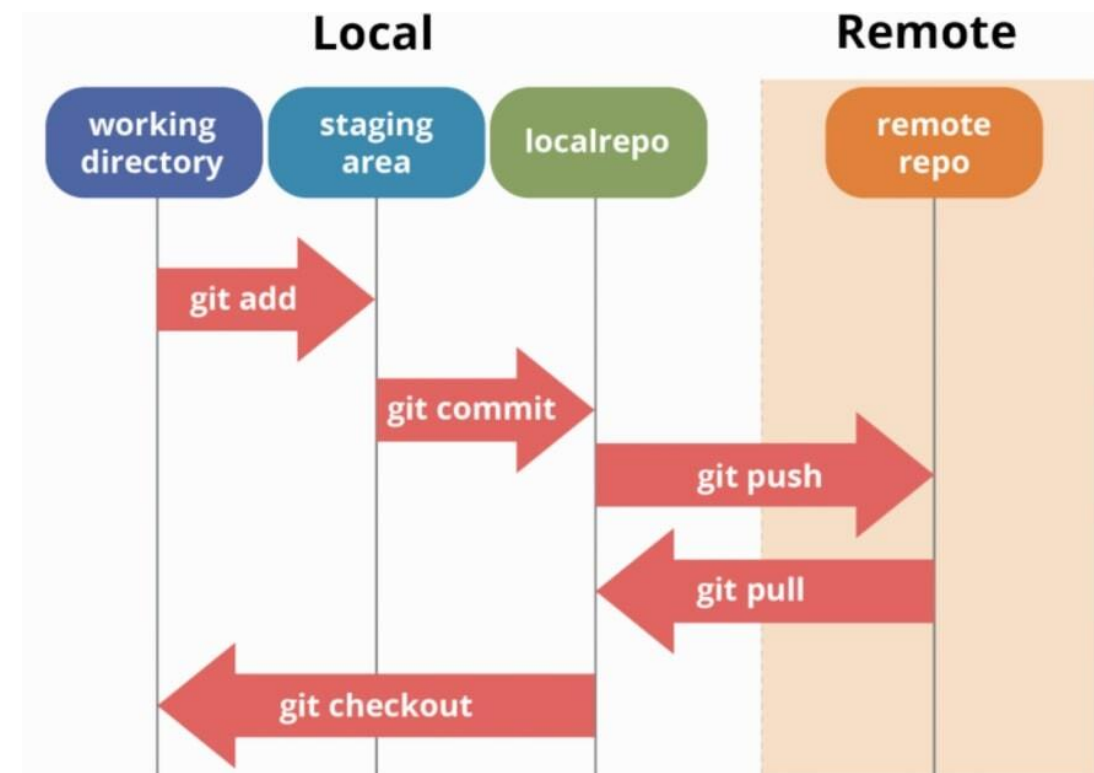 Local
Remote
working
directory
staging
area
localrepo
remote
repo
git add
git commit
git push
git pull
git checkout